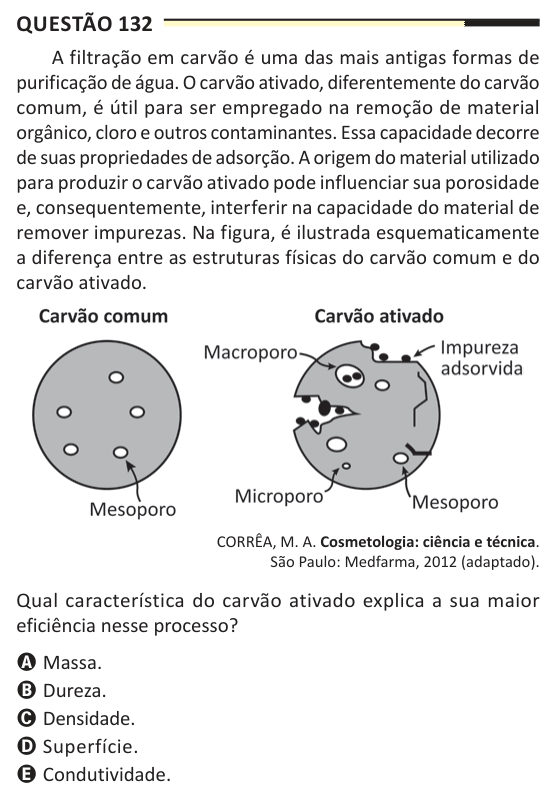 QUESTÃO 132
A filtração em carvão é uma das mais antigas formas de
purificação de água. O carvão ativado, diferentemente do carvão
comum, é útil para ser empregado na remoção de material
orgânico, cloro e outros contaminantes. Essa capacidade decorre
de suas propriedades de adsorção. A origem do material utilizado
para produzir o carvão ativado pode influenciar sua porosidade
e, consequentemente, interferir na capacidade do material de
remover impurezas. Na figura, é ilustrada esquematicamente
a diferença entre as estruturas físicas do carvão comum e do
carvão ativado.
Carvão comum
Carvão ativado
Macroporo
Impureza
adsorvida
Mesoporo
Microporo
Mesoporo
CORRÊA, M. A. Cosmetologia: ciência e técnica.
São Paulo: Medfarma, 2012 (adaptado).
Qual característica do carvão ativado explica a sua maior
eficiência nesse processo?
A Massa.
B Dureza.
C Densidade.
D Superfície.
E Condutividade.